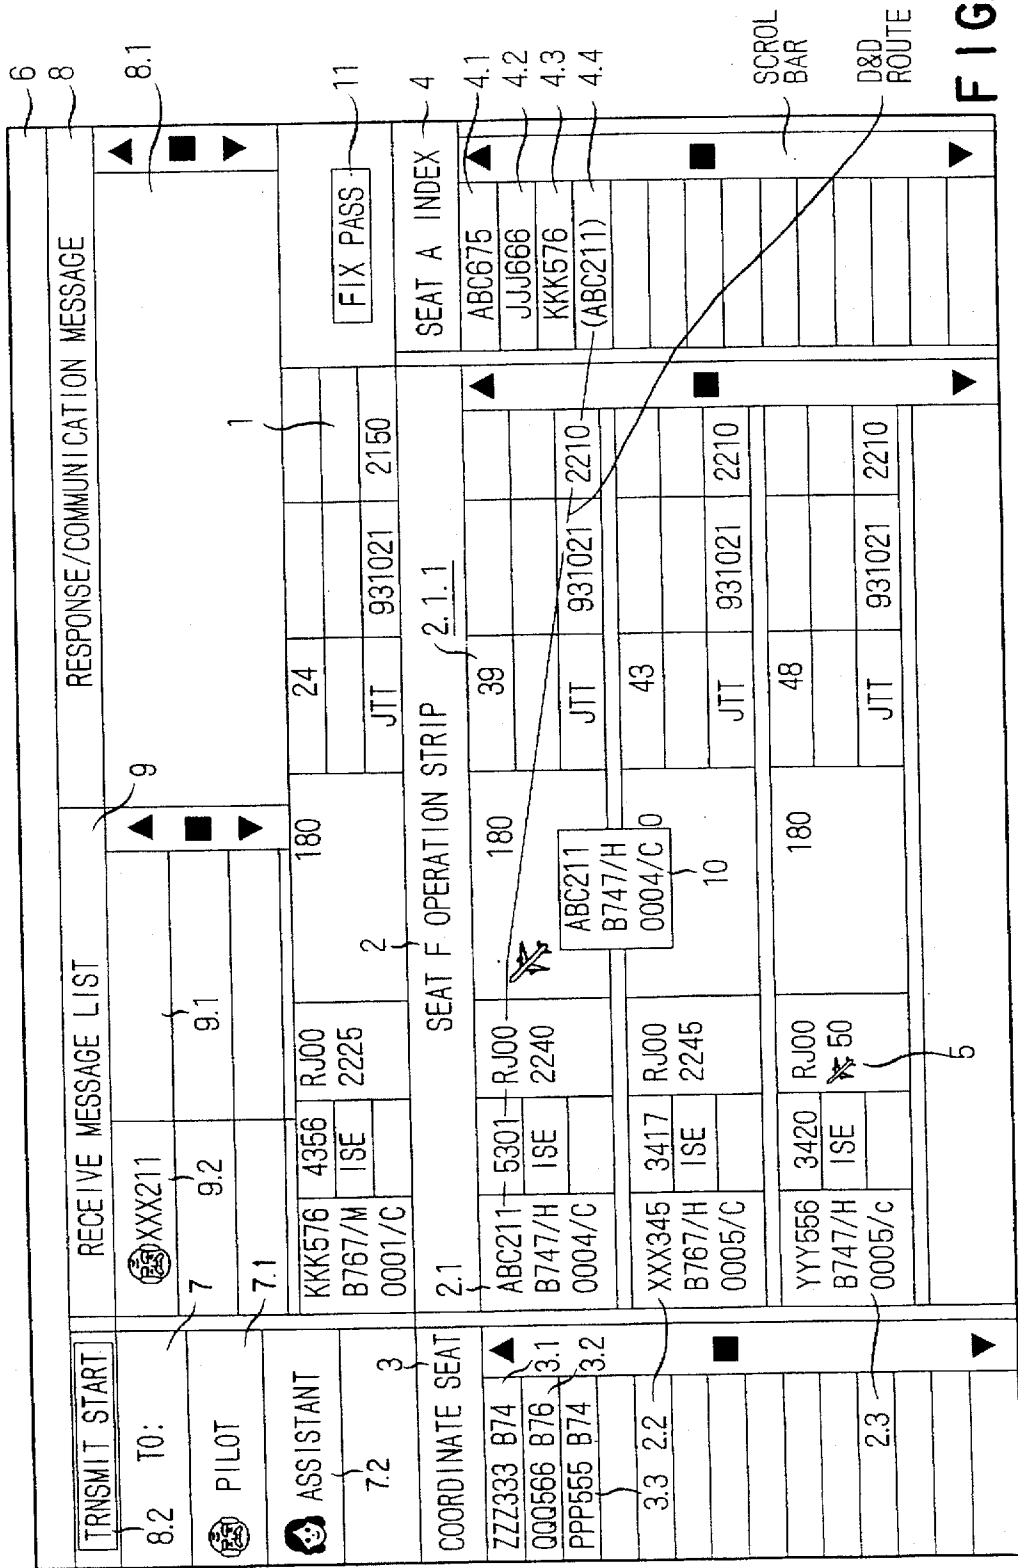 6
8
8.1
TRNSMIT START
RECEIVE MESSAGE LIST
9
RESPONSE/COMMUNICATION MESSAGE
8.2
TO:
7
XXX211
9.2
9.1
PILOT
7.1
ASSISTANT
7.2
KKK576
B767/M
0001/C
4356
ISE
RJOO
2225
180
24
JTT
931021
2150
1
FIX PASS
11
COORDINATE SEAT
3
SEAT F OPERATION STRIP
2
2.1.1
SEAT A INDEX
4
ZZZ333 B74
QQQ566 B76
PPP555 B74
3.1
3.2
3.3
2.1
ABC211
B747/H
0004/C
5301
ISE
RJOO
2240
180
39
JTT
931021
2210
ABC675
JJJ666
KKK576
(ABC211)
4.1
4.2
4.3
4.4
2.2
XXX345
B767/H
0005/C
3417
ISE
RJOO
2245
ABC211
B747/H
0004/C
0
10
43
JTT
931021
2210
2.3
YYY556
B747/H
0005/c
3420
ISE
RJOO
50
5
180
48
JTT
931021
2210
SCROL
BAR
D&D
ROUTE
FIG